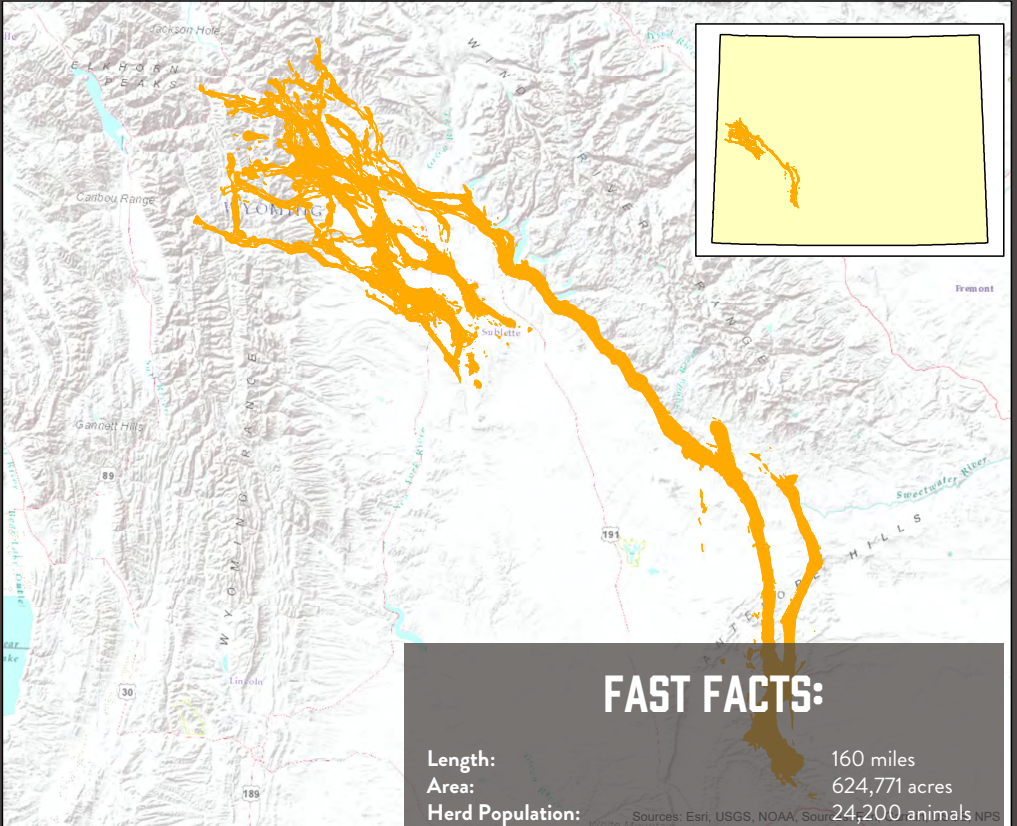 Jackson Hole
ELKHORN
PEAKS
WIND
RIVER
RANGE
Green River
Caribou Range
WYOMING
Fremont
Sublette
WYOMING RANGE
Gannett Hills
89
Sweetwater River
191
ANTELOPE HILLS
Lincoln
30
189
FAST FACTS:
Length: 160 miles
Area: 624,771 acres
Herd Population: 24,200 animals
Sources: Esri, USGS, NOAA, NPS